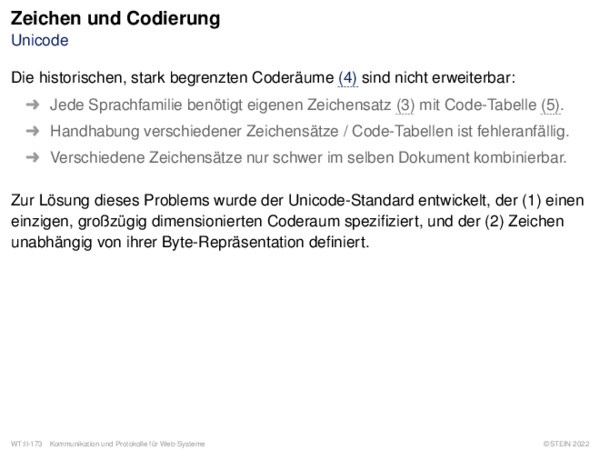 Zeichen und Codierung
Unicode
Die historischen, stark begrenzten Coderäume (4) sind nicht erweiterbar:
➜ Jede Sprachfamilie benötigt eigenen Zeichensatz (3) mit Code-Tabelle (5).
➜ Handhabung verschiedener Zeichensätze / Code-Tabellen ist fehleranfällig.
➜ Verschiedene Zeichensätze nur schwer im selben Dokument kombinierbar.
Zur Lösung dieses Problems wurde der Unicode-Standard entwickelt, der (1) einen
einzigen, großzügig dimensionierten Coderaum spezifiziert, und der (2) Zeichen
unabhängig von ihrer Byte-Repräsentation definiert.
WT:II-173 Kommunikation und Protokolle für Web-Systeme ©STEIN 2022